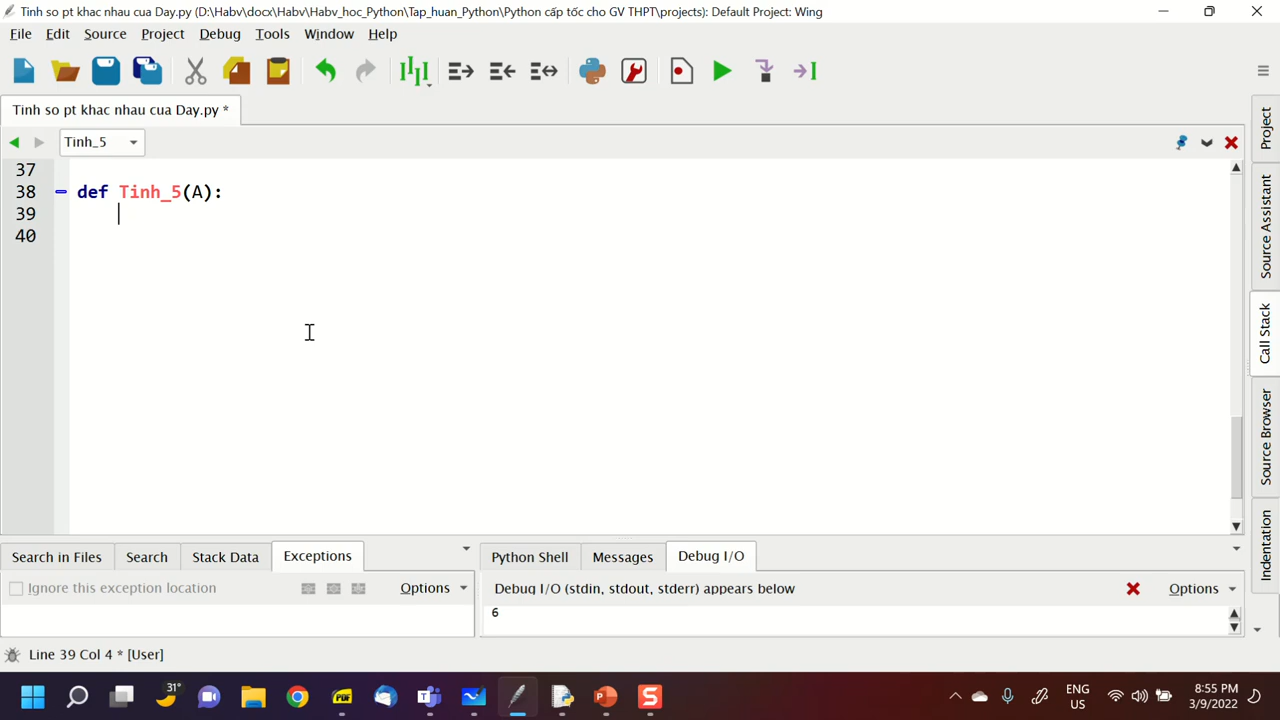 Tinh so pt khac nhau cua Day.py (D:\Habv\docx\Habv\Habv_hoc_Python\Tap_huan_Python\Python cấp tốc cho GV THPT\projects): Default Project: Wing
File Edit Source Project Debug Tools Window Help
Tinh so pt khac nhau cua Day.py *
Tinh_5
37
38 def Tinh_5(A):
39
40
Project
Source Assistant
Call Stack
Source Browser
Indentation
Search in Files Search Stack Data Exceptions
Ignore this exception location Options
Python Shell Messages Debug I/O
Debug I/O (stdin, stdout, stderr) appears below Options
6
Line 39 Col 4 * [User]
31°
PDF
ENG
US
8:55 PM
3/9/2022